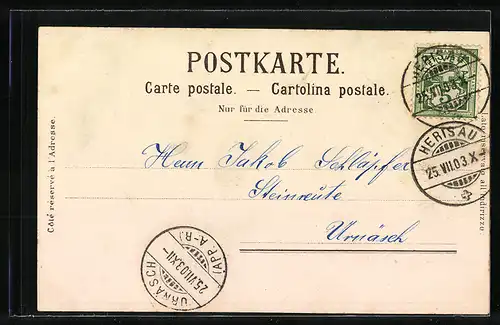 POSTKARTE.
Carte postale. — Cartolina postale.
Nur für die Adresse.
HERISAU
HERISAU
25.VII.03.X
Herrn Jakob Schläpfer
Steinreute
Urnäsch
Côté réservé à l'Adresse.
URNÄSCH
25.VII.03.XII
(APP. A.-R.)